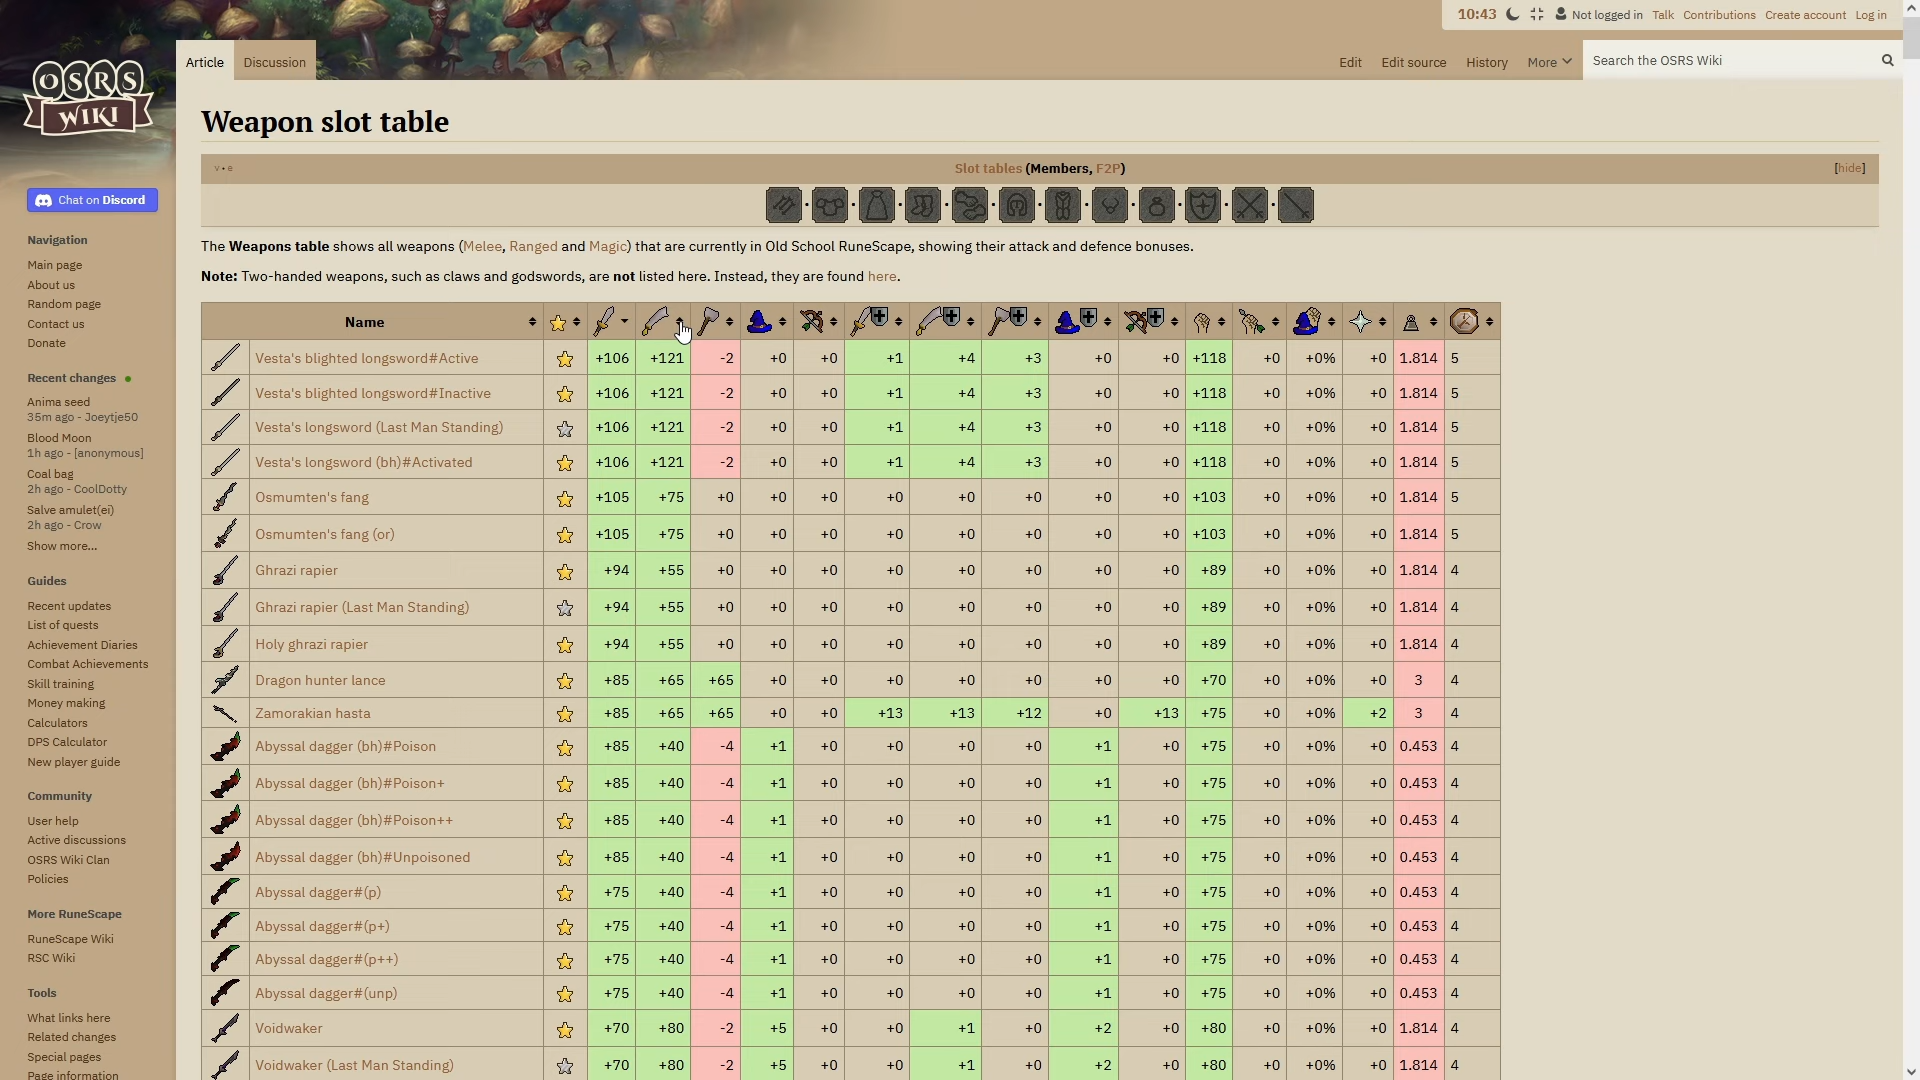 10:43 Not logged in Talk Contributions Create account Log in
OSRS WIKI
Article Discussion Edit Edit source History More Search the OSRS Wiki
Weapon slot table
v • e Slot tables (Members, F2P) [hide]
The Weapons table shows all weapons (Melee, Ranged and Magic) that are currently in Old School RuneScape, showing their attack and defence bonuses.
Note: Two-handed weapons, such as claws and godswords, are not listed here. Instead, they are found here.
Name
Vesta's blighted longsword#Active +106 +121 -2 +0 +0 +1 +4 +3 +0 +0 +118 +0 +0% +0 1.814 5
Vesta's blighted longsword#Inactive +106 +121 -2 +0 +0 +1 +4 +3 +0 +0 +118 +0 +0% +0 1.814 5
Vesta's longsword (Last Man Standing) +106 +121 -2 +0 +0 +1 +4 +3 +0 +0 +118 +0 +0% +0 1.814 5
Vesta's longsword (bh)#Activated +106 +121 -2 +0 +0 +1 +4 +3 +0 +0 +118 +0 +0% +0 1.814 5
Osmumten's fang +105 +75 +0 +0 +0 +0 +0 +0 +0 +0 +103 +0 +0% +0 1.814 5
Osmumten's fang (or) +105 +75 +0 +0 +0 +0 +0 +0 +0 +0 +103 +0 +0% +0 1.814 5
Ghrazi rapier +94 +55 +0 +0 +0 +0 +0 +0 +0 +0 +89 +0 +0% +0 1.814 4
Ghrazi rapier (Last Man Standing) +94 +55 +0 +0 +0 +0 +0 +0 +0 +0 +89 +0 +0% +0 1.814 4
Holy ghrazi rapier +94 +55 +0 +0 +0 +0 +0 +0 +0 +0 +89 +0 +0% +0 1.814 4
Dragon hunter lance +85 +65 +65 +0 +0 +0 +0 +0 +0 +0 +70 +0 +0% +0 3 4
Zamorakian hasta +85 +65 +65 +0 +0 +13 +13 +12 +0 +13 +75 +0 +0% +2 3 4
Abyssal dagger (bh)#Poison +85 +40 -4 +1 +0 +0 +0 +0 +1 +0 +75 +0 +0% +0 0.453 4
Abyssal dagger (bh)#Poison+ +85 +40 -4 +1 +0 +0 +0 +0 +1 +0 +75 +0 +0% +0 0.453 4
Abyssal dagger (bh)#Poison++ +85 +40 -4 +1 +0 +0 +0 +0 +1 +0 +75 +0 +0% +0 0.453 4
Abyssal dagger (bh)#Unpoisoned +85 +40 -4 +1 +0 +0 +0 +0 +1 +0 +75 +0 +0% +0 0.453 4
Abyssal dagger#(p) +75 +40 -4 +1 +0 +0 +0 +0 +1 +0 +75 +0 +0% +0 0.453 4
Abyssal dagger#(p+) +75 +40 -4 +1 +0 +0 +0 +0 +1 +0 +75 +0 +0% +0 0.453 4
Abyssal dagger#(p++) +75 +40 -4 +1 +0 +0 +0 +0 +1 +0 +75 +0 +0% +0 0.453 4
Abyssal dagger#(unp) +75 +40 -4 +1 +0 +0 +0 +0 +1 +0 +75 +0 +0% +0 0.453 4
Voidwaker +70 +80 -2 +5 +0 +0 +1 +0 +2 +0 +80 +0 +0% +0 1.814 4
Voidwaker (Last Man Standing) +70 +80 -2 +5 +0 +0 +1 +0 +2 +0 +80 +0 +0% +0 1.814 4
Chat on Discord
Navigation
Main page
About us
Random page
Contact us
Donate
Recent changes
Anima seed
35m ago - Joeytje50
Blood Moon
1h ago - [anonymous]
Coal bag
2h ago - CoolDotty
Salve amulet(ei)
2h ago - Crow
Show more...
Guides
Recent updates
List of quests
Achievement Diaries
Combat Achievements
Skill training
Money making
Calculators
DPS Calculator
New player guide
Community
User help
Active discussions
OSRS Wiki Clan
Policies
More RuneScape
RuneScape Wiki
RSC Wiki
Tools
What links here
Related changes
Special pages
Page information